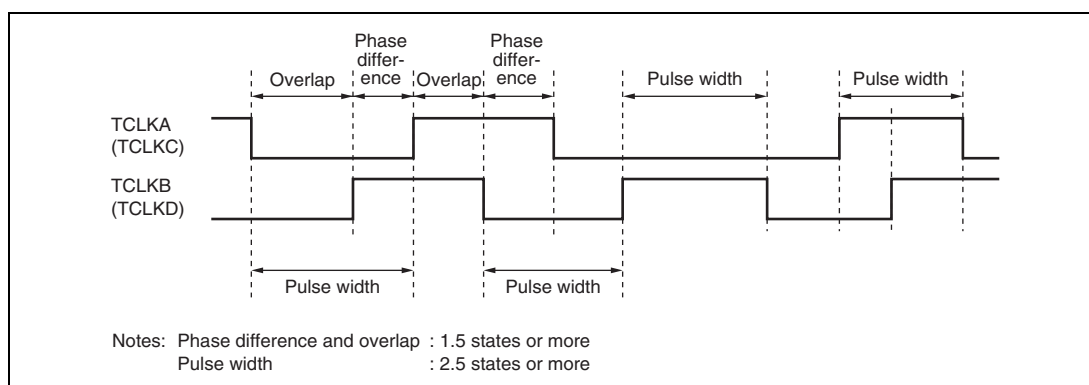 Phase
differ-
ence
Phase
differ-
ence
Overlap
Overlap
Pulse width
Pulse width
TCLKA
(TCLKC)
TCLKB
(TCLKD)
Pulse width
Pulse width
Notes: Phase difference and overlap : 1.5 states or more
Pulse width : 2.5 states or more